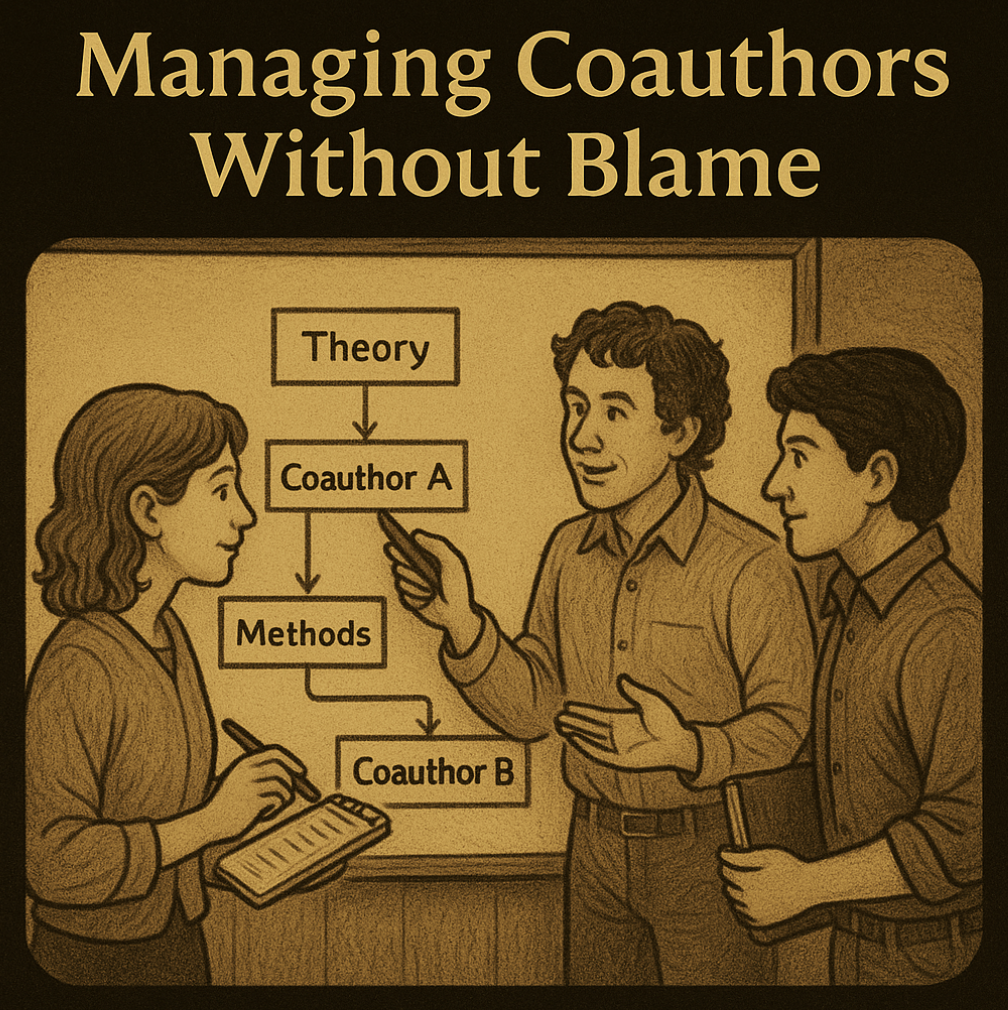 Managing Coauthors
Without Blame
Theory
Coauthor A
Methods
Coauthor B